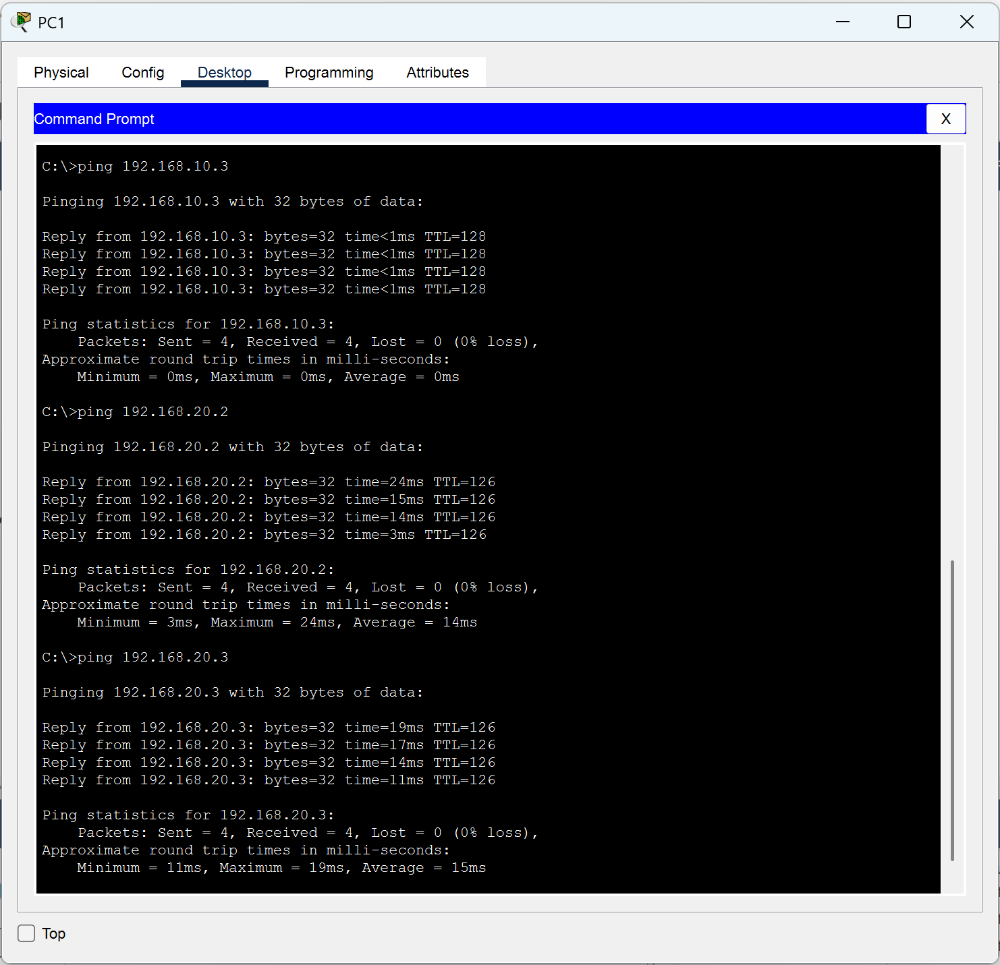 PC1
Physical Config Desktop Programming Attributes
Command Prompt X
C:\>ping 192.168.10.3
Pinging 192.168.10.3 with 32 bytes of data:
Reply from 192.168.10.3: bytes=32 time<1ms TTL=128
Reply from 192.168.10.3: bytes=32 time<1ms TTL=128
Reply from 192.168.10.3: bytes=32 time<1ms TTL=128
Reply from 192.168.10.3: bytes=32 time<1ms TTL=128
Ping statistics for 192.168.10.3:
    Packets: Sent = 4, Received = 4, Lost = 0 (0% loss),
Approximate round trip times in milli-seconds:
    Minimum = 0ms, Maximum = 0ms, Average = 0ms
C:\>ping 192.168.20.2
Pinging 192.168.20.2 with 32 bytes of data:
Reply from 192.168.20.2: bytes=32 time=24ms TTL=126
Reply from 192.168.20.2: bytes=32 time=15ms TTL=126
Reply from 192.168.20.2: bytes=32 time=14ms TTL=126
Reply from 192.168.20.2: bytes=32 time=3ms TTL=126
Ping statistics for 192.168.20.2:
    Packets: Sent = 4, Received = 4, Lost = 0 (0% loss),
Approximate round trip times in milli-seconds:
    Minimum = 3ms, Maximum = 24ms, Average = 14ms
C:\>ping 192.168.20.3
Pinging 192.168.20.3 with 32 bytes of data:
Reply from 192.168.20.3: bytes=32 time=19ms TTL=126
Reply from 192.168.20.3: bytes=32 time=17ms TTL=126
Reply from 192.168.20.3: bytes=32 time=14ms TTL=126
Reply from 192.168.20.3: bytes=32 time=11ms TTL=126
Ping statistics for 192.168.20.3:
    Packets: Sent = 4, Received = 4, Lost = 0 (0% loss),
Approximate round trip times in milli-seconds:
    Minimum = 11ms, Maximum = 19ms, Average = 15ms
Top